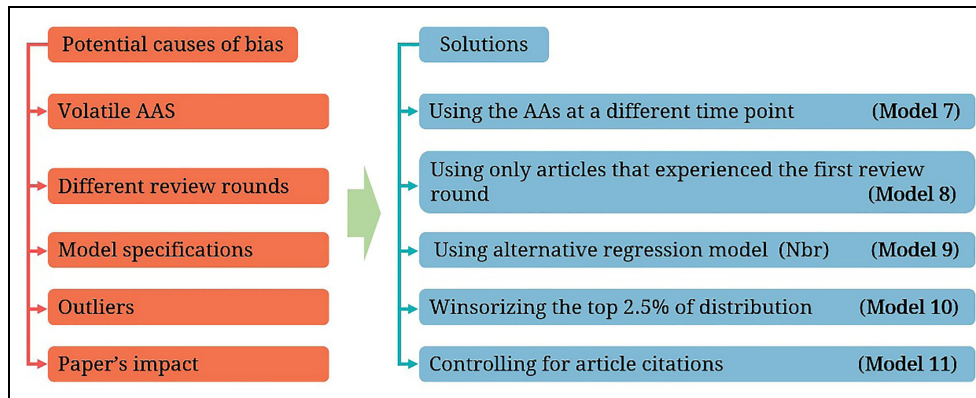 Potential causes of bias
Volatile AAS
Different review rounds
Model specifications
Outliers
Paper's impact
Solutions
Using the AAs at a different time point (Model 7)
Using only articles that experienced the first review
round (Model 8)
Using alternative regression model (Nbr) (Model 9)
Winsorizing the top 2.5% of distribution (Model 10)
Controlling for article citations (Model 11)